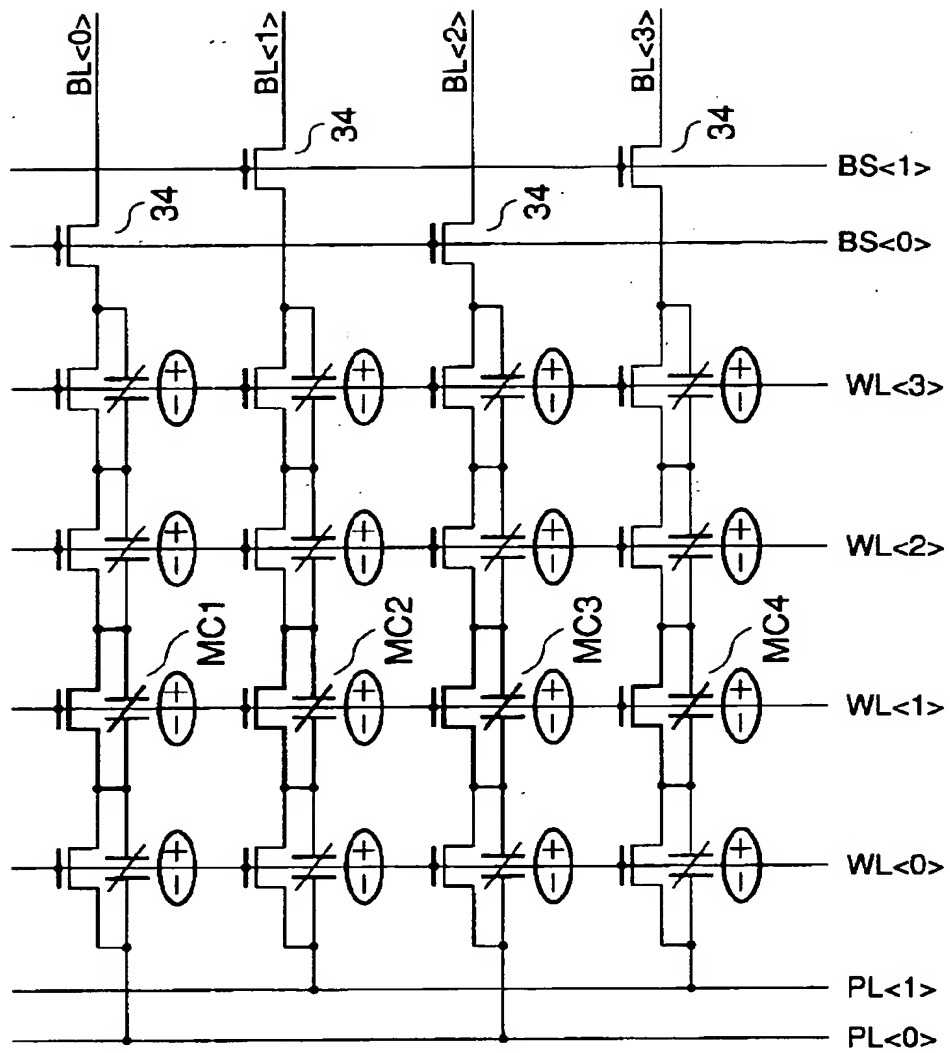 BL<0>
BL<1>
BL<2>
BL<3>
34
34
34
34
BS<1>
BS<0>
+ −
+ −
+ −
+ −
WL<3>
+ −
+ −
+ −
+ −
WL<2>
MC1
MC2
MC3
MC4
+ −
+ −
+ −
+ −
WL<1>
+ −
+ −
+ −
+ −
WL<0>
PL<1>
PL<0>